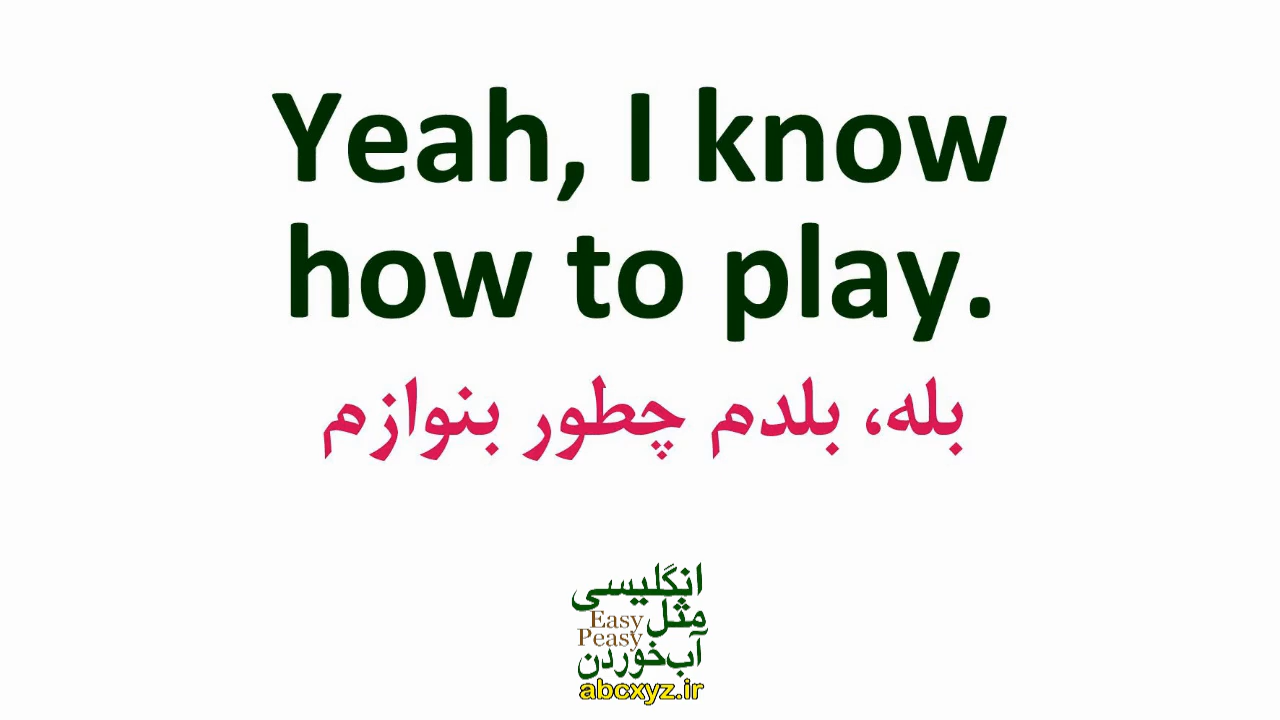 Yeah, I know
how to play.
بله، بلدم چطور بنوازم
انگلیسی
مثل
Easy
Peasy
آب‌خوردن
abcxyz.ir